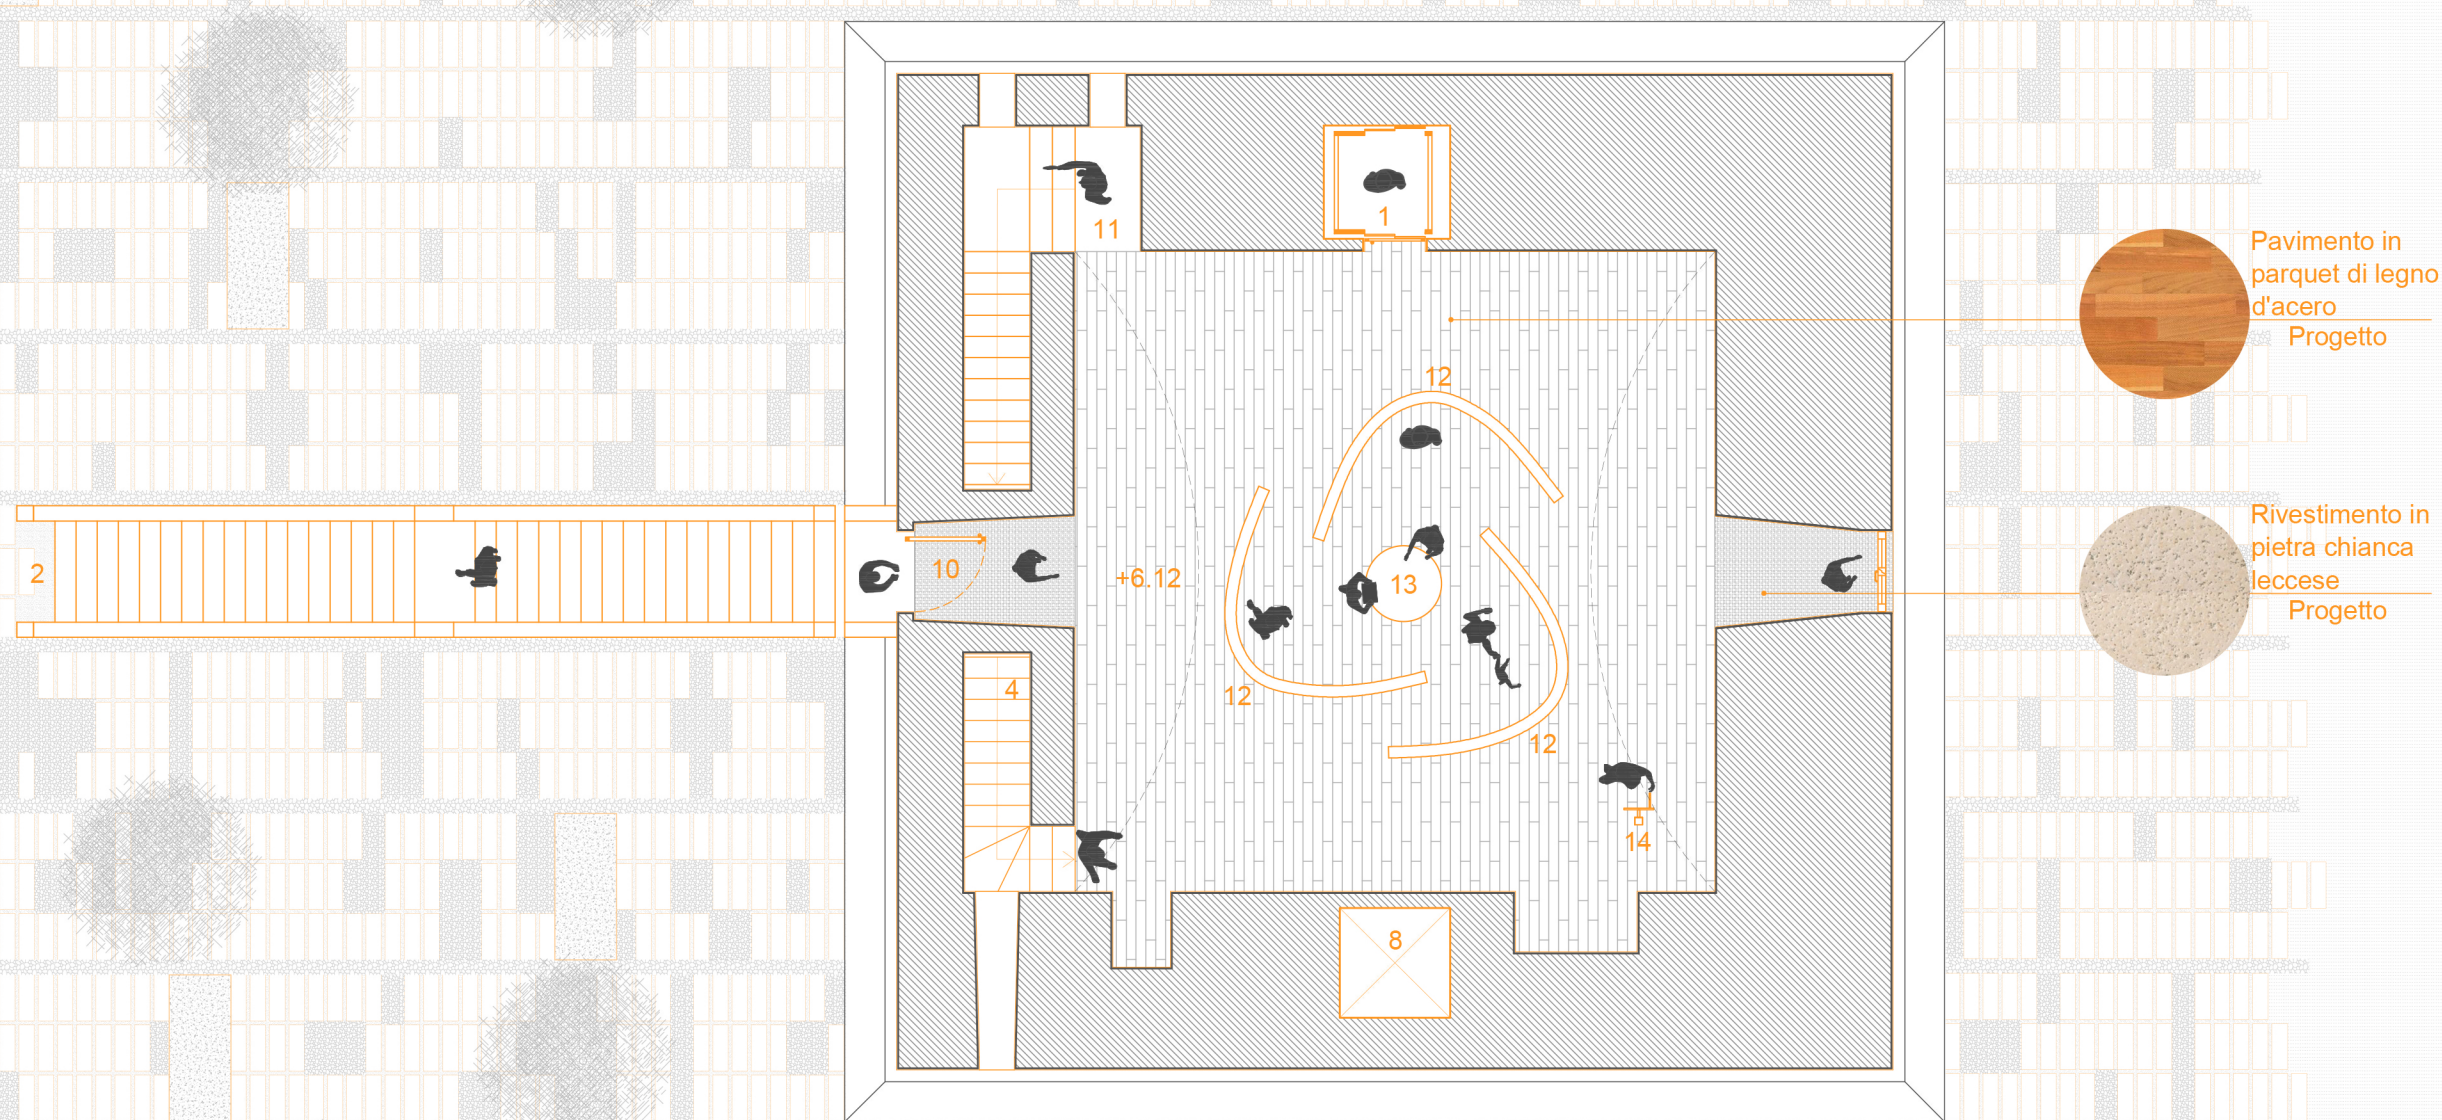 Pavimento in
parquet di legno
d'acero
Progetto
11
1
12
Rivestimento in
pietra chianca
leccese
Progetto
2
10
+6.12
13
4
12
12
14
8